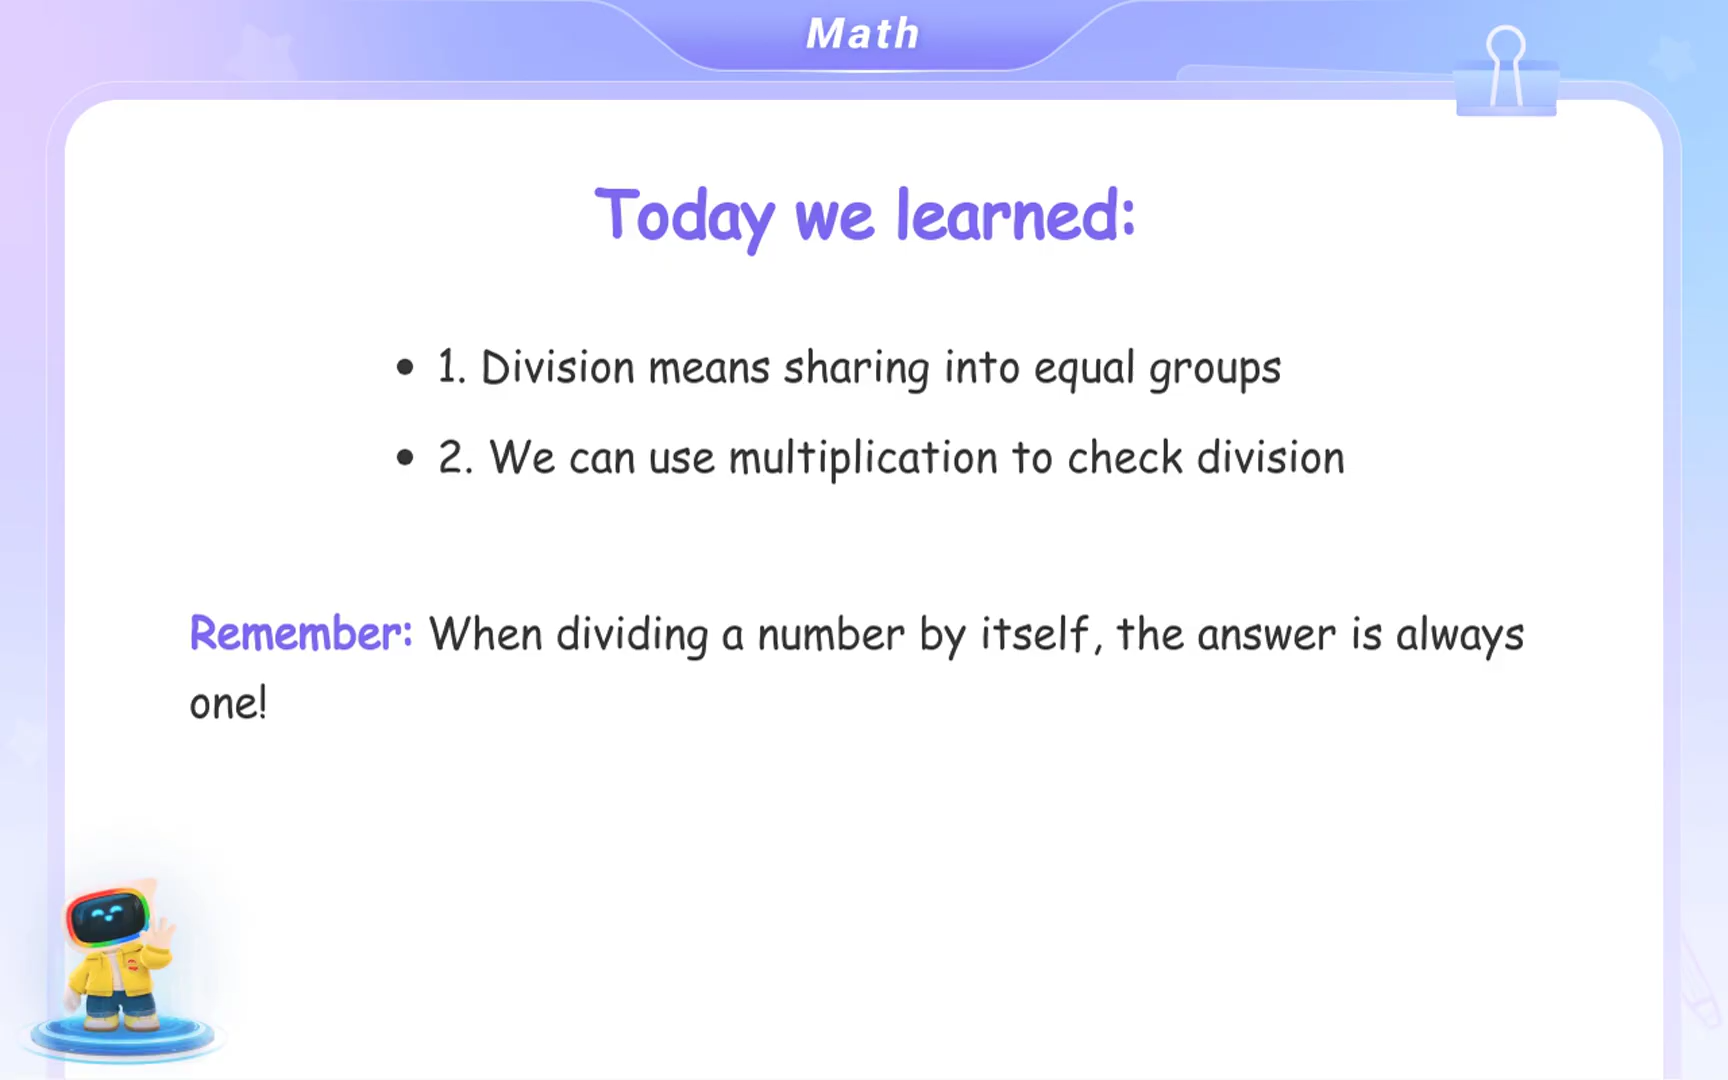 Math
Today we learned:
• 1. Division means sharing into equal groups
• 2. We can use multiplication to check division
Remember: When dividing a number by itself, the answer is always
one!